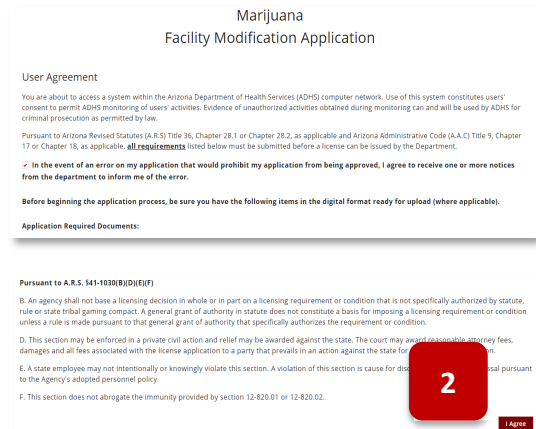 Marijuana
Facility Modification Application
User Agreement
You are about to access a system within the Arizona Department of Health Services (ADHS) computer network. Use of this system constitutes users'
consent to permit ADHS monitoring of users' activities. Evidence of unauthorized activities obtained during monitoring can and will be used by ADHS for
criminal prosecution as permitted by law.
Pursuant to Arizona Revised Statutes (A.R.S) Title 36, Chapter 28.1 or Chapter 28.2, as applicable and Arizona Administrative Code (A.A.C) Title 9, Chapter
17 or Chapter 18, as applicable, all requirements listed below must be submitted before a license can be issued by the Department.
In the event of an error on my application that would prohibit my application from being approved, I agree to receive one or more notices
from the department to inform me of the error.
Before beginning the application process, be sure you have the following items in the digital format ready for upload (where applicable).
Application Required Documents:
Pursuant to A.R.S. §41-1030(B)(D)(E)(F)
B. An agency shall not base a licensing decision in whole or in part on a licensing requirement or condition that is not specifically authorized by statute,
rule or state tribal gaming compact. A general grant of authority in statute does not constitute a basis for imposing a licensing requirement or condition
unless a rule is made pursuant to that general grant of authority that specifically authorizes the requirement or condition.
D. This section may be enforced in a private civil action and relief may be awarded against the state. The court may award reasonable attorney fees,
damages and all fees associated with the license application to a party that prevails in an action against the state for
E. A state employee may not intentionally or knowingly violate this section. A violation of this section is cause for pursuant
to the Agency's adopted personnel policy.
F. This section does not abrogate the immunity provided by section 12-820.01 or 12-820.02.
2
I Agree